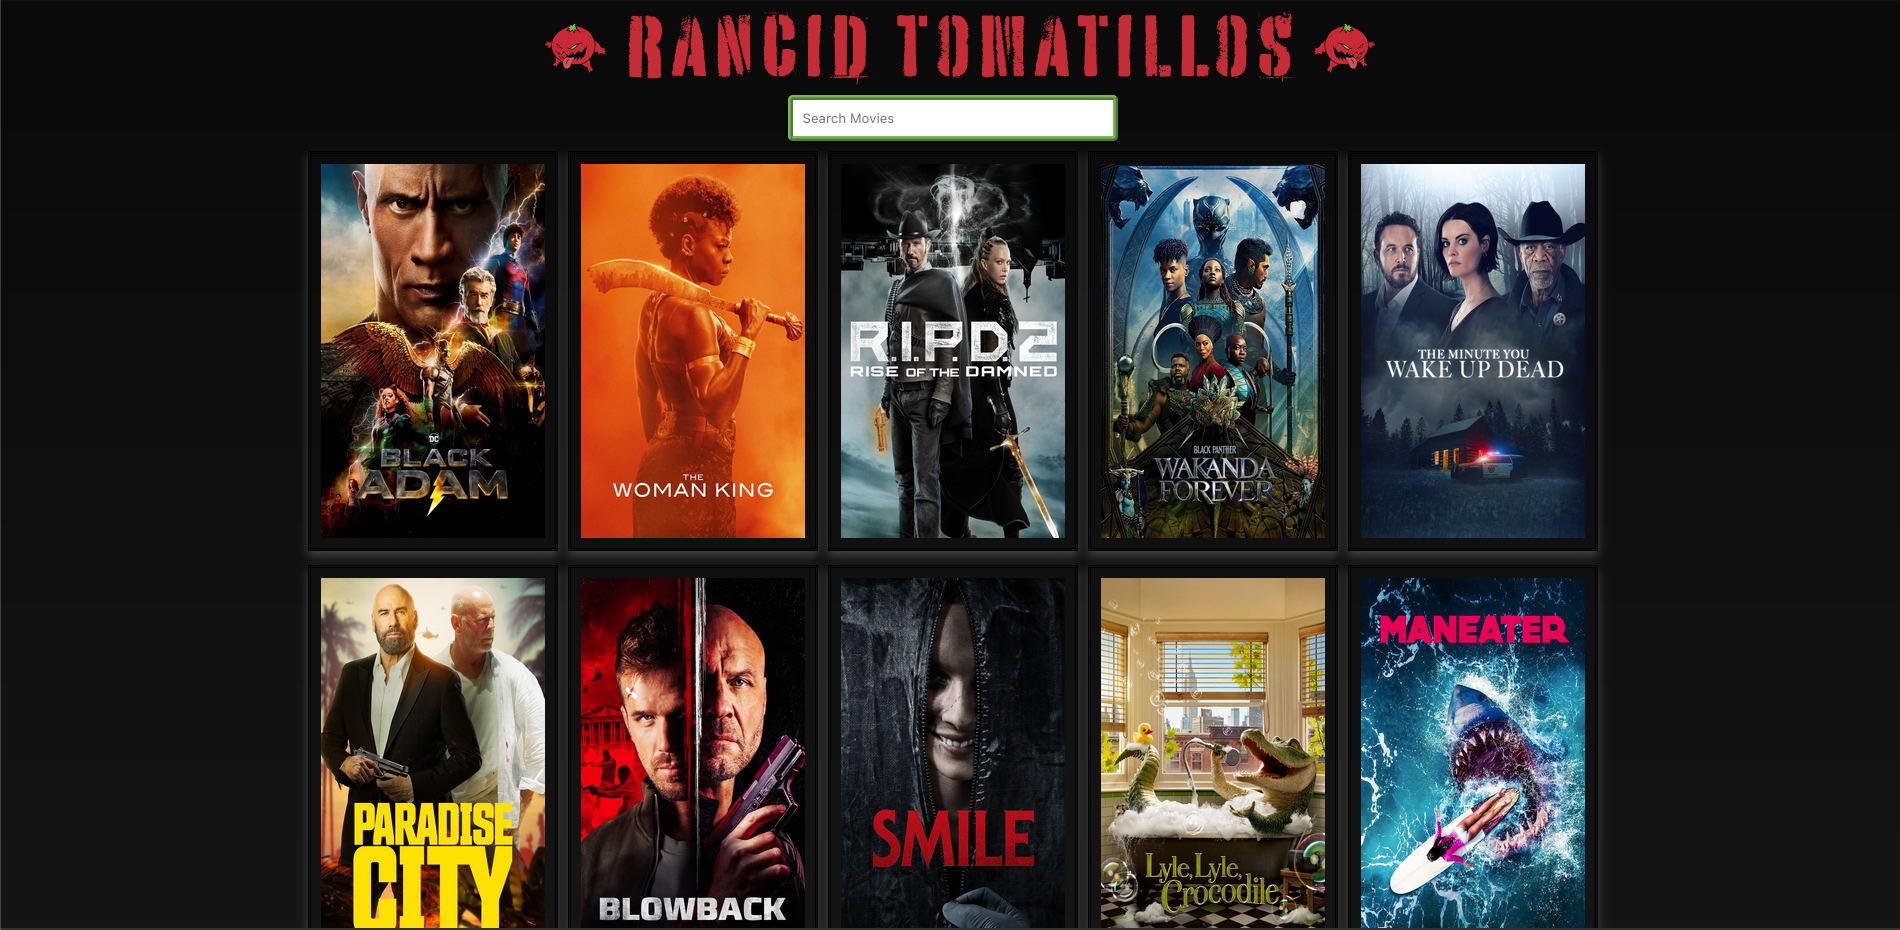 RANCID TOMATILLOS
Search Movies
DC
BLACK
ADAM
THE
WOMAN KING
R.I.P.D.2
RISE OF THE DAMNED
BLACK PANTHER
WAKANDA
FOREVER
THE MINUTE YOU
WAKE UP DEAD
PARADISE
CITY
BLOWBACK
SMILE
Lyle, Lyle,
Crocodile
MANEATER